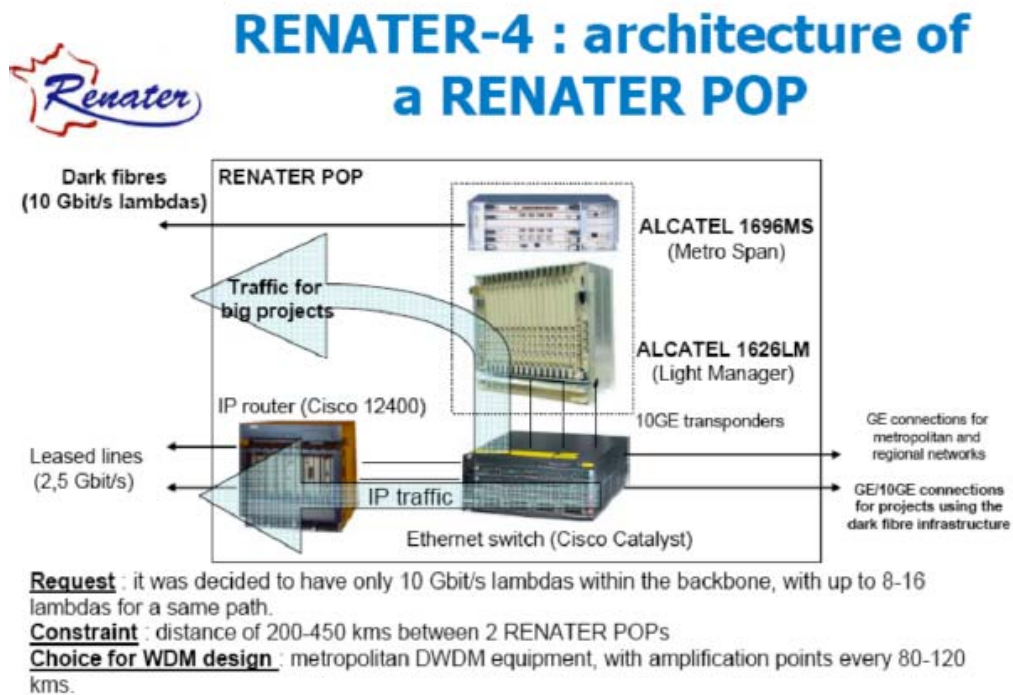 RENATER-4 : architecture of
a RENATER POP
Renater
Dark fibres
(10 Gbit/s lambdas)
RENATER POP
ALCATEL 1696MS
(Metro Span)
Traffic for
big projects
ALCATEL 1626LM
(Light Manager)
IP router (Cisco 12400)
10GE transponders
GE connections for
metropolitan and
regional networks
Leased lines
(2,5 Gbit/s)
IP traffic
GE/10GE connections
for projects using the
dark fibre infrastructure
Ethernet switch (Cisco Catalyst)
Request : it was decided to have only 10 Gbit/s lambdas within the backbone, with up to 8-16
lambdas for a same path.
Constraint : distance of 200-450 kms between 2 RENATER POPs
Choice for WDM design : metropolitan DWDM equipment, with amplification points every 80-120
kms.